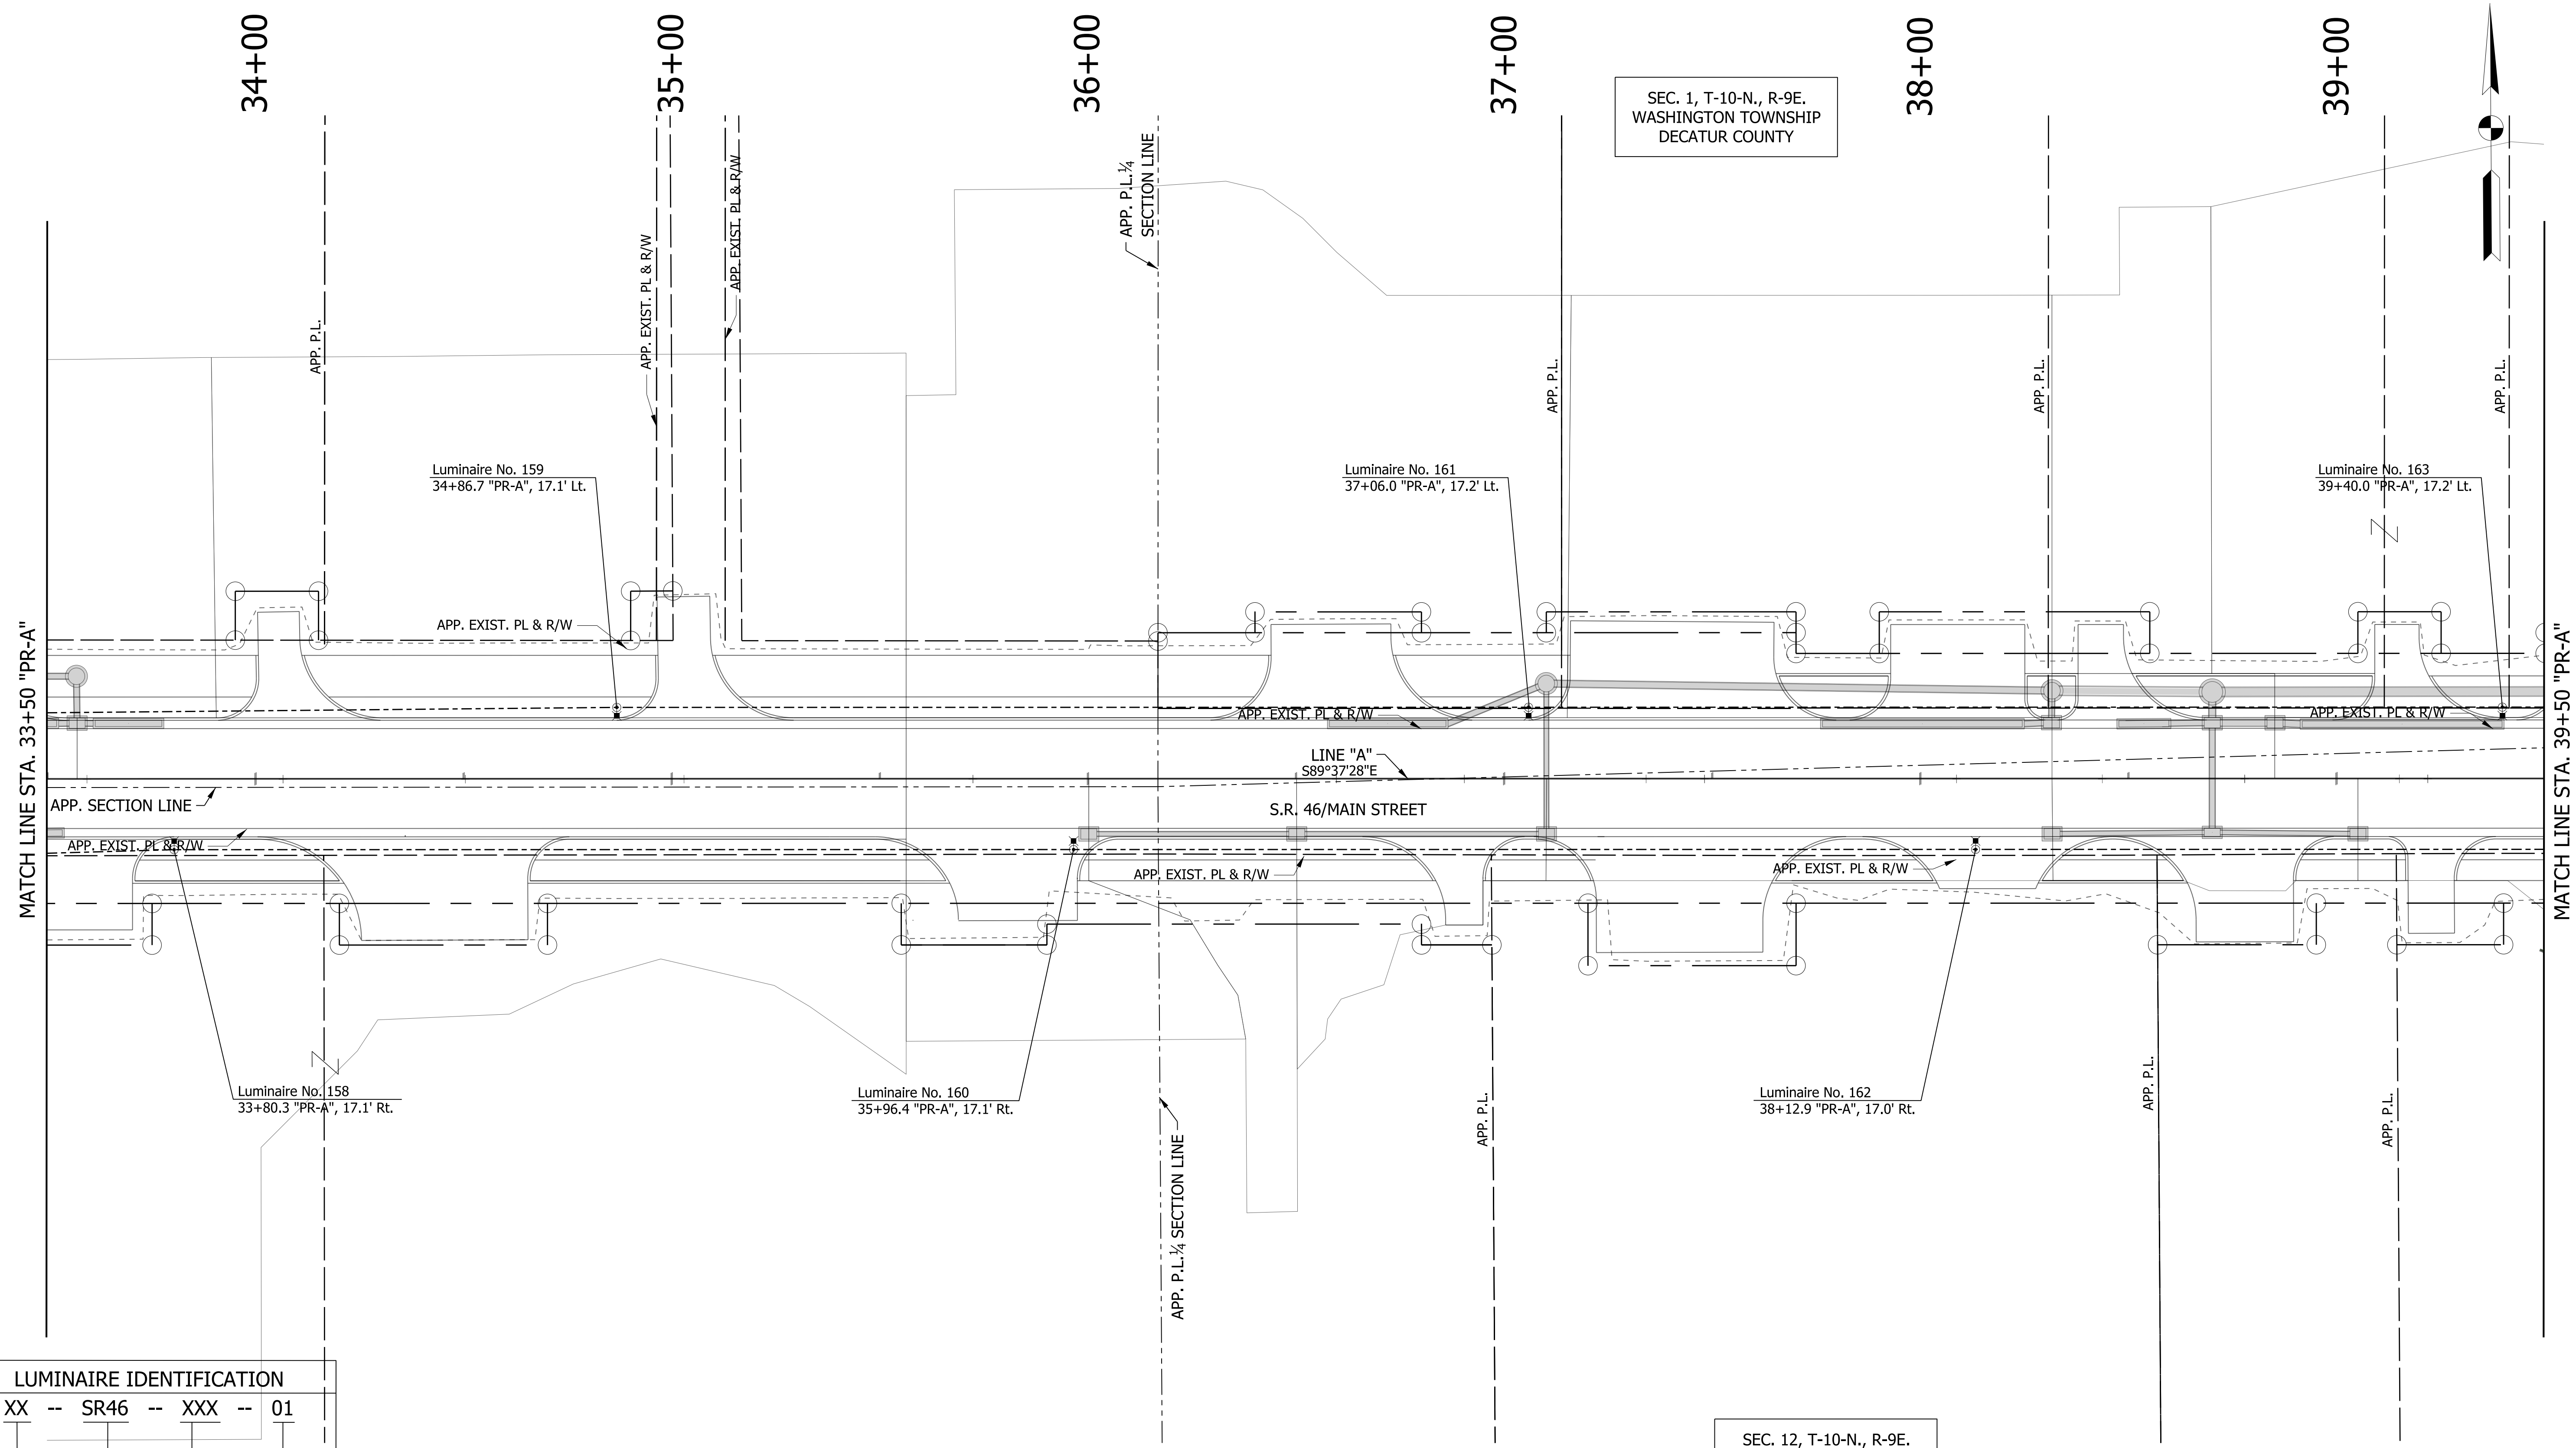 34+00
35+00
36+00
37+00
38+00
39+00
SEC. 1, T-10-N., R-9E.
WASHINGTON TOWNSHIP
DECATUR COUNTY
APP. P.L.
APP. EXIST. PL & R/W
APP. EXIST. PL & R/W
APP. P.L.¼
SECTION LINE
APP. P.L.
APP. P.L.
APP. P.L.
Luminaire No. 159
34+86.7 "PR-A", 17.1' Lt.
Luminaire No. 161
37+06.0 "PR-A", 17.2' Lt.
Luminaire No. 163
39+40.0 "PR-A", 17.2' Lt.
MATCH LINE STA. 33+50 "PR-A"
MATCH LINE STA. 39+50 "PR-A"
APP. EXIST. PL & R/W
APP. EXIST. PL & R/W
APP. EXIST. PL & R/W
LINE "A"
S89°37'28"E
APP. SECTION LINE
S.R. 46/MAIN STREET
APP. EXIST. PL & R/W
APP. EXIST. PL & R/W
APP. EXIST. PL & R/W
Luminaire No. 158
33+80.3 "PR-A", 17.1' Rt.
Luminaire No. 160
35+96.4 "PR-A", 17.1' Rt.
Luminaire No. 162
38+12.9 "PR-A", 17.0' Rt.
APP. P.L.¼ SECTION LINE
APP. P.L.
APP. P.L.
APP. P.L.
LUMINAIRE IDENTIFICATION
XX -- SR46 -- XXX -- 01
SEC. 12, T-10-N., R-9E.